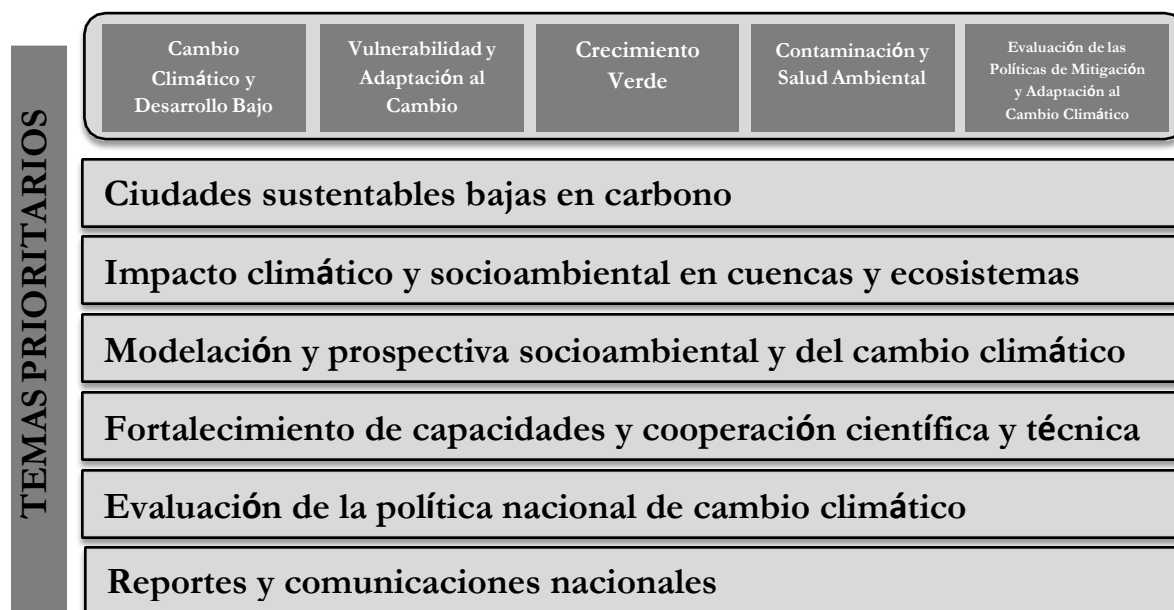 Cambio
Climático y
Desarrollo Bajo
Vulnerabilidad y
Adaptación al
Cambio
Crecimiento
Verde
Contaminación y
Salud Ambiental
Evaluación de las
Políticas de Mitigación
y Adaptación al
Cambio Climático
TEMAS PRIORITARIOS
Ciudades sustentables bajas en carbono
Impacto climático y socioambiental en cuencas y ecosistemas
Modelación y prospectiva socioambiental y del cambio climático
Fortalecimiento de capacidades y cooperación científica y técnica
Evaluación de la política nacional de cambio climático
Reportes y comunicaciones nacionales